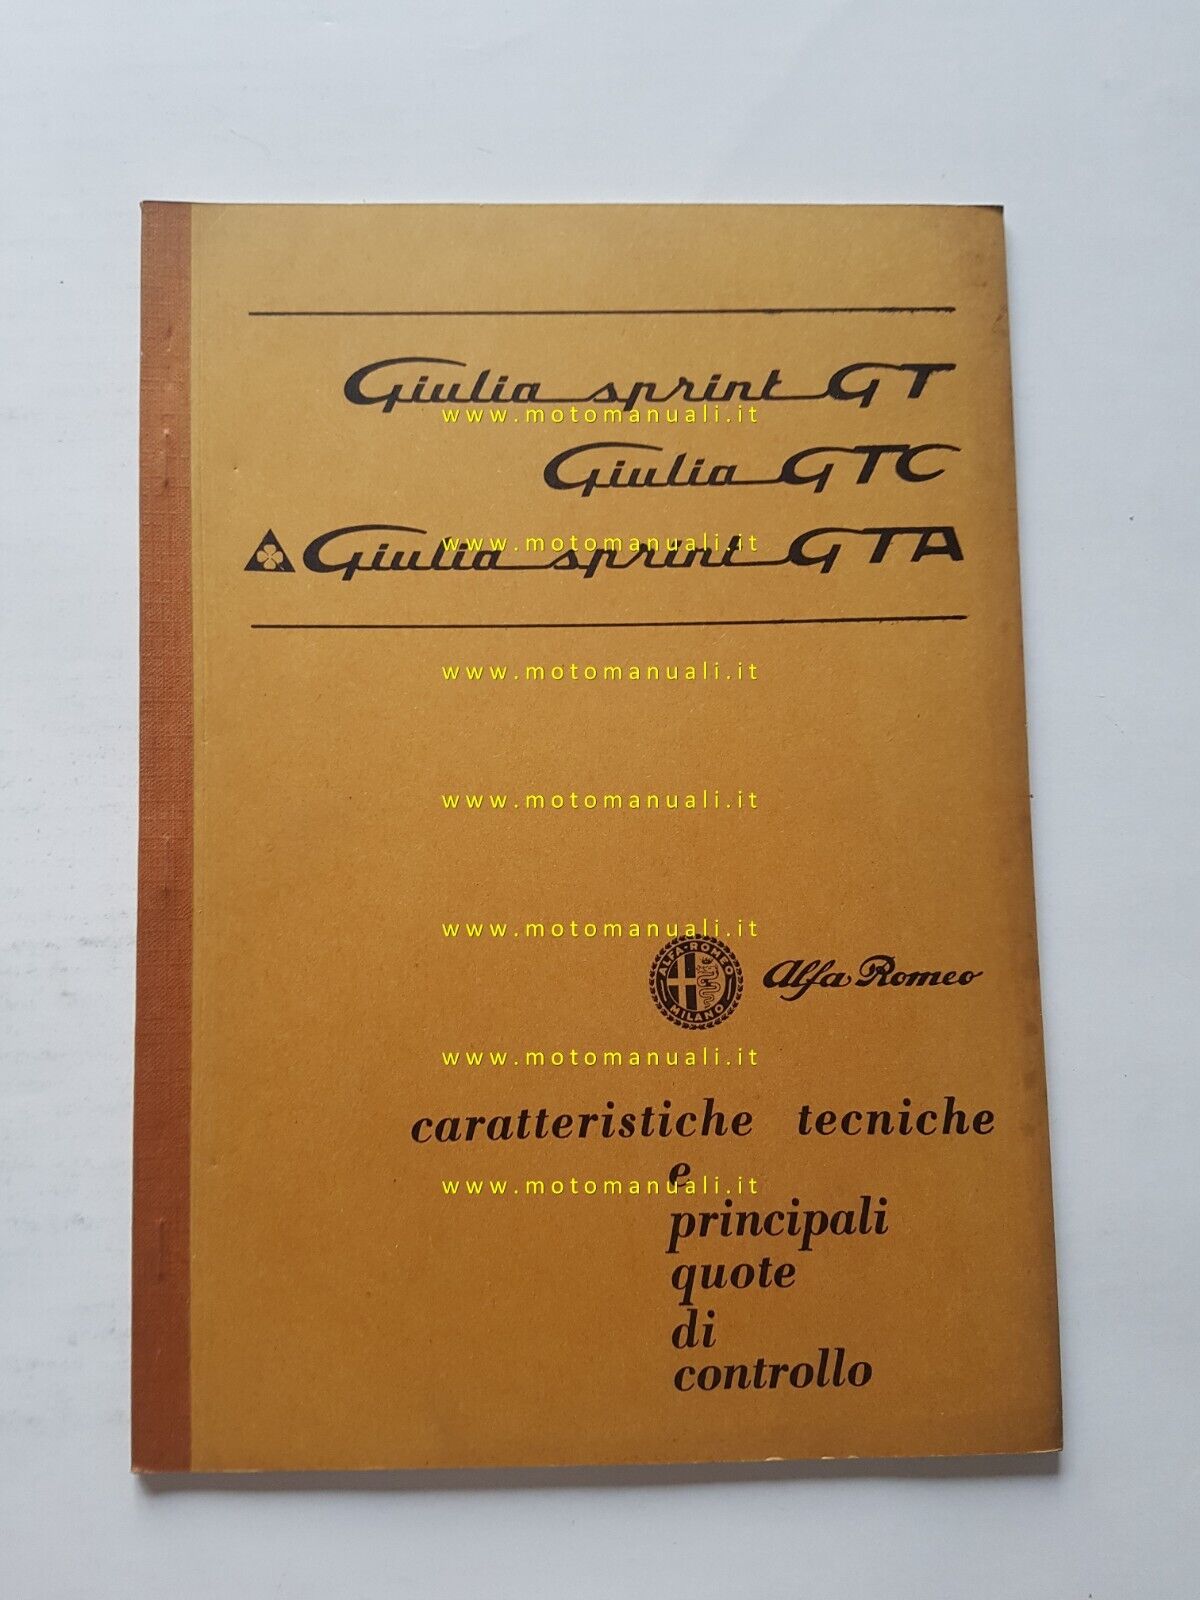 Giulia sprint GT
www.motomanuali.it
Giulia GTC
Giulia sprint GTA
www.motomanuali.it
www.motomanuali.it
www.motomanuali.it
www.motomanuali.it
ALFA-ROMEO
MILANO
Alfa Romeo
www.motomanuali.it
caratteristiche tecniche
e
www.motomanuali.it
principali
quote
di
controllo